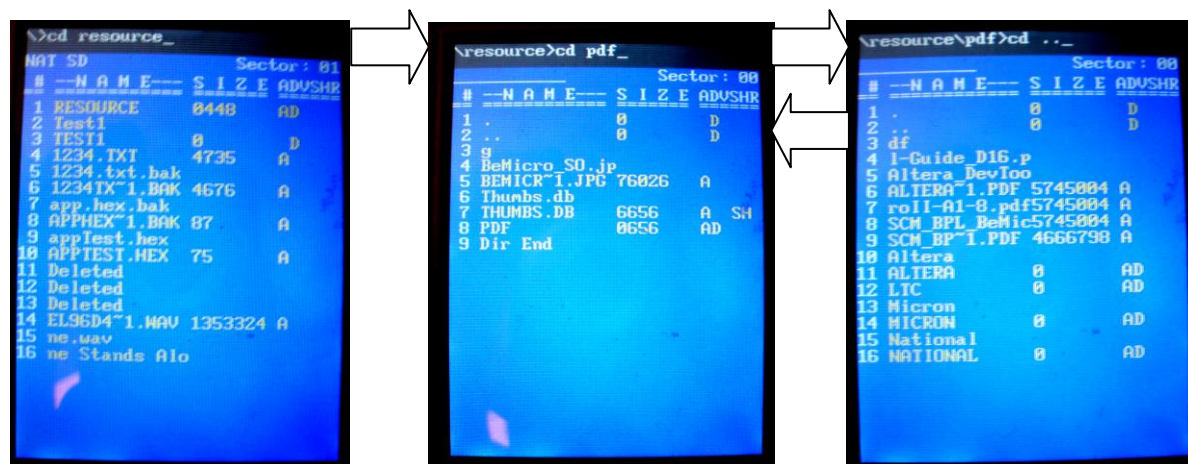 \>cd resource_
NAT SD Sector: 01
# --N A M E--- S I Z E ADVSHR
1 RESOURCE 0448 AD
2 Test1
3 TEST1 0 D
4 1234.TXT 4735 A
5 1234.txt.bak
6 1234TX~1.BAK 4676 A
7 app.hex.bak
8 APPHEX~1.BAK 87 A
9 appTest.hex
10 APPTEST.HEX 75 A
11 Deleted
12 Deleted
13 Deleted
14 EL96D4~1.WAV 1353324 A
15 ne.wav
16 ne Stands Alo
\resource>cd pdf_
Sector: 00
# --N A M E--- S I Z E ADVSHR
1 . 0 D
2 .. 0 D
3 g
4 BeMicro_SO.jp
5 BEMICR~1.JPG 76026 A
6 Thumbs.db
7 THUMBS.DB 6656 A SH
8 PDF 0656 AD
9 Dir End
\resource\pdf>cd .._
Sector: 00
# --N A M E--- S I Z E ADVSHR
1 . 0 D
2 .. 0 D
3 df
4 l-Guide_D16.p
5 Altera_DevToo
6 ALTERA~1.PDF 5745004 A
7 roII-A1-8.pdf5745004 A
8 SCM_BPL_BeMic5745004 A
9 SCM_BP~1.PDF 4666798 A
10 Altera
11 ALTERA 0 AD
12 LTC 0 AD
13 Micron
14 MICRON 0 AD
15 National
16 NATIONAL 0 AD